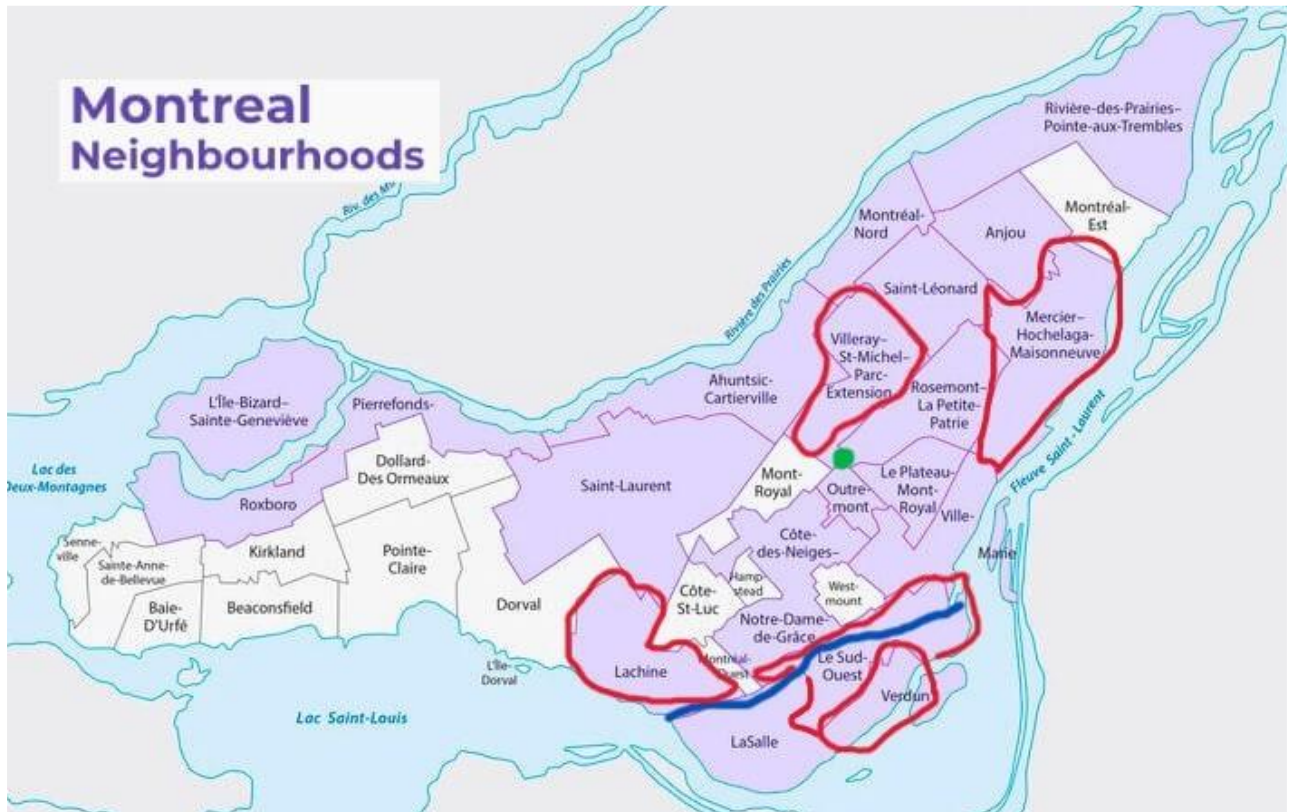 Montreal
Neighbourhoods
Riv. des
Rivière des Prairies
Rivière-des-Prairies–
Pointe-aux-Trembles
Montréal-
Est
Montréal-
Nord
Anjou
Saint-Léonard
Mercier–
Hochelaga-
Maisonneuve
Villeray–
St-Michel–
Parc-
Extension
Rosemont–
La Petite-
Patrie
Ahuntsic-
Cartierville
L'Île-Bizard–
Sainte-Geneviève
Pierrefonds-
Roxboro
Dollard-
Des Ormeaux
Saint-Laurent
Mont-
Royal
Outre-
mont
Le Plateau-
Mont-
Royal
Ville-
Marie
Fleuve Saint-Laurent
Lac des
Deux-Montagnes
Senne-
ville
Sainte-Anne-
de-Bellevue
Kirkland
Pointe-
Claire
Baie-
D'Urfé
Beaconsfield
Dorval
Côte-
des-Neiges–
Notre-Dame-
de-Grâce
Hamp-
stead
Côte-
St-Luc
West-
mount
Montréal-
Ouest
Lachine
L'Île-
Dorval
Le Sud-
Ouest
Verdun
LaSalle
Lac Saint-Louis